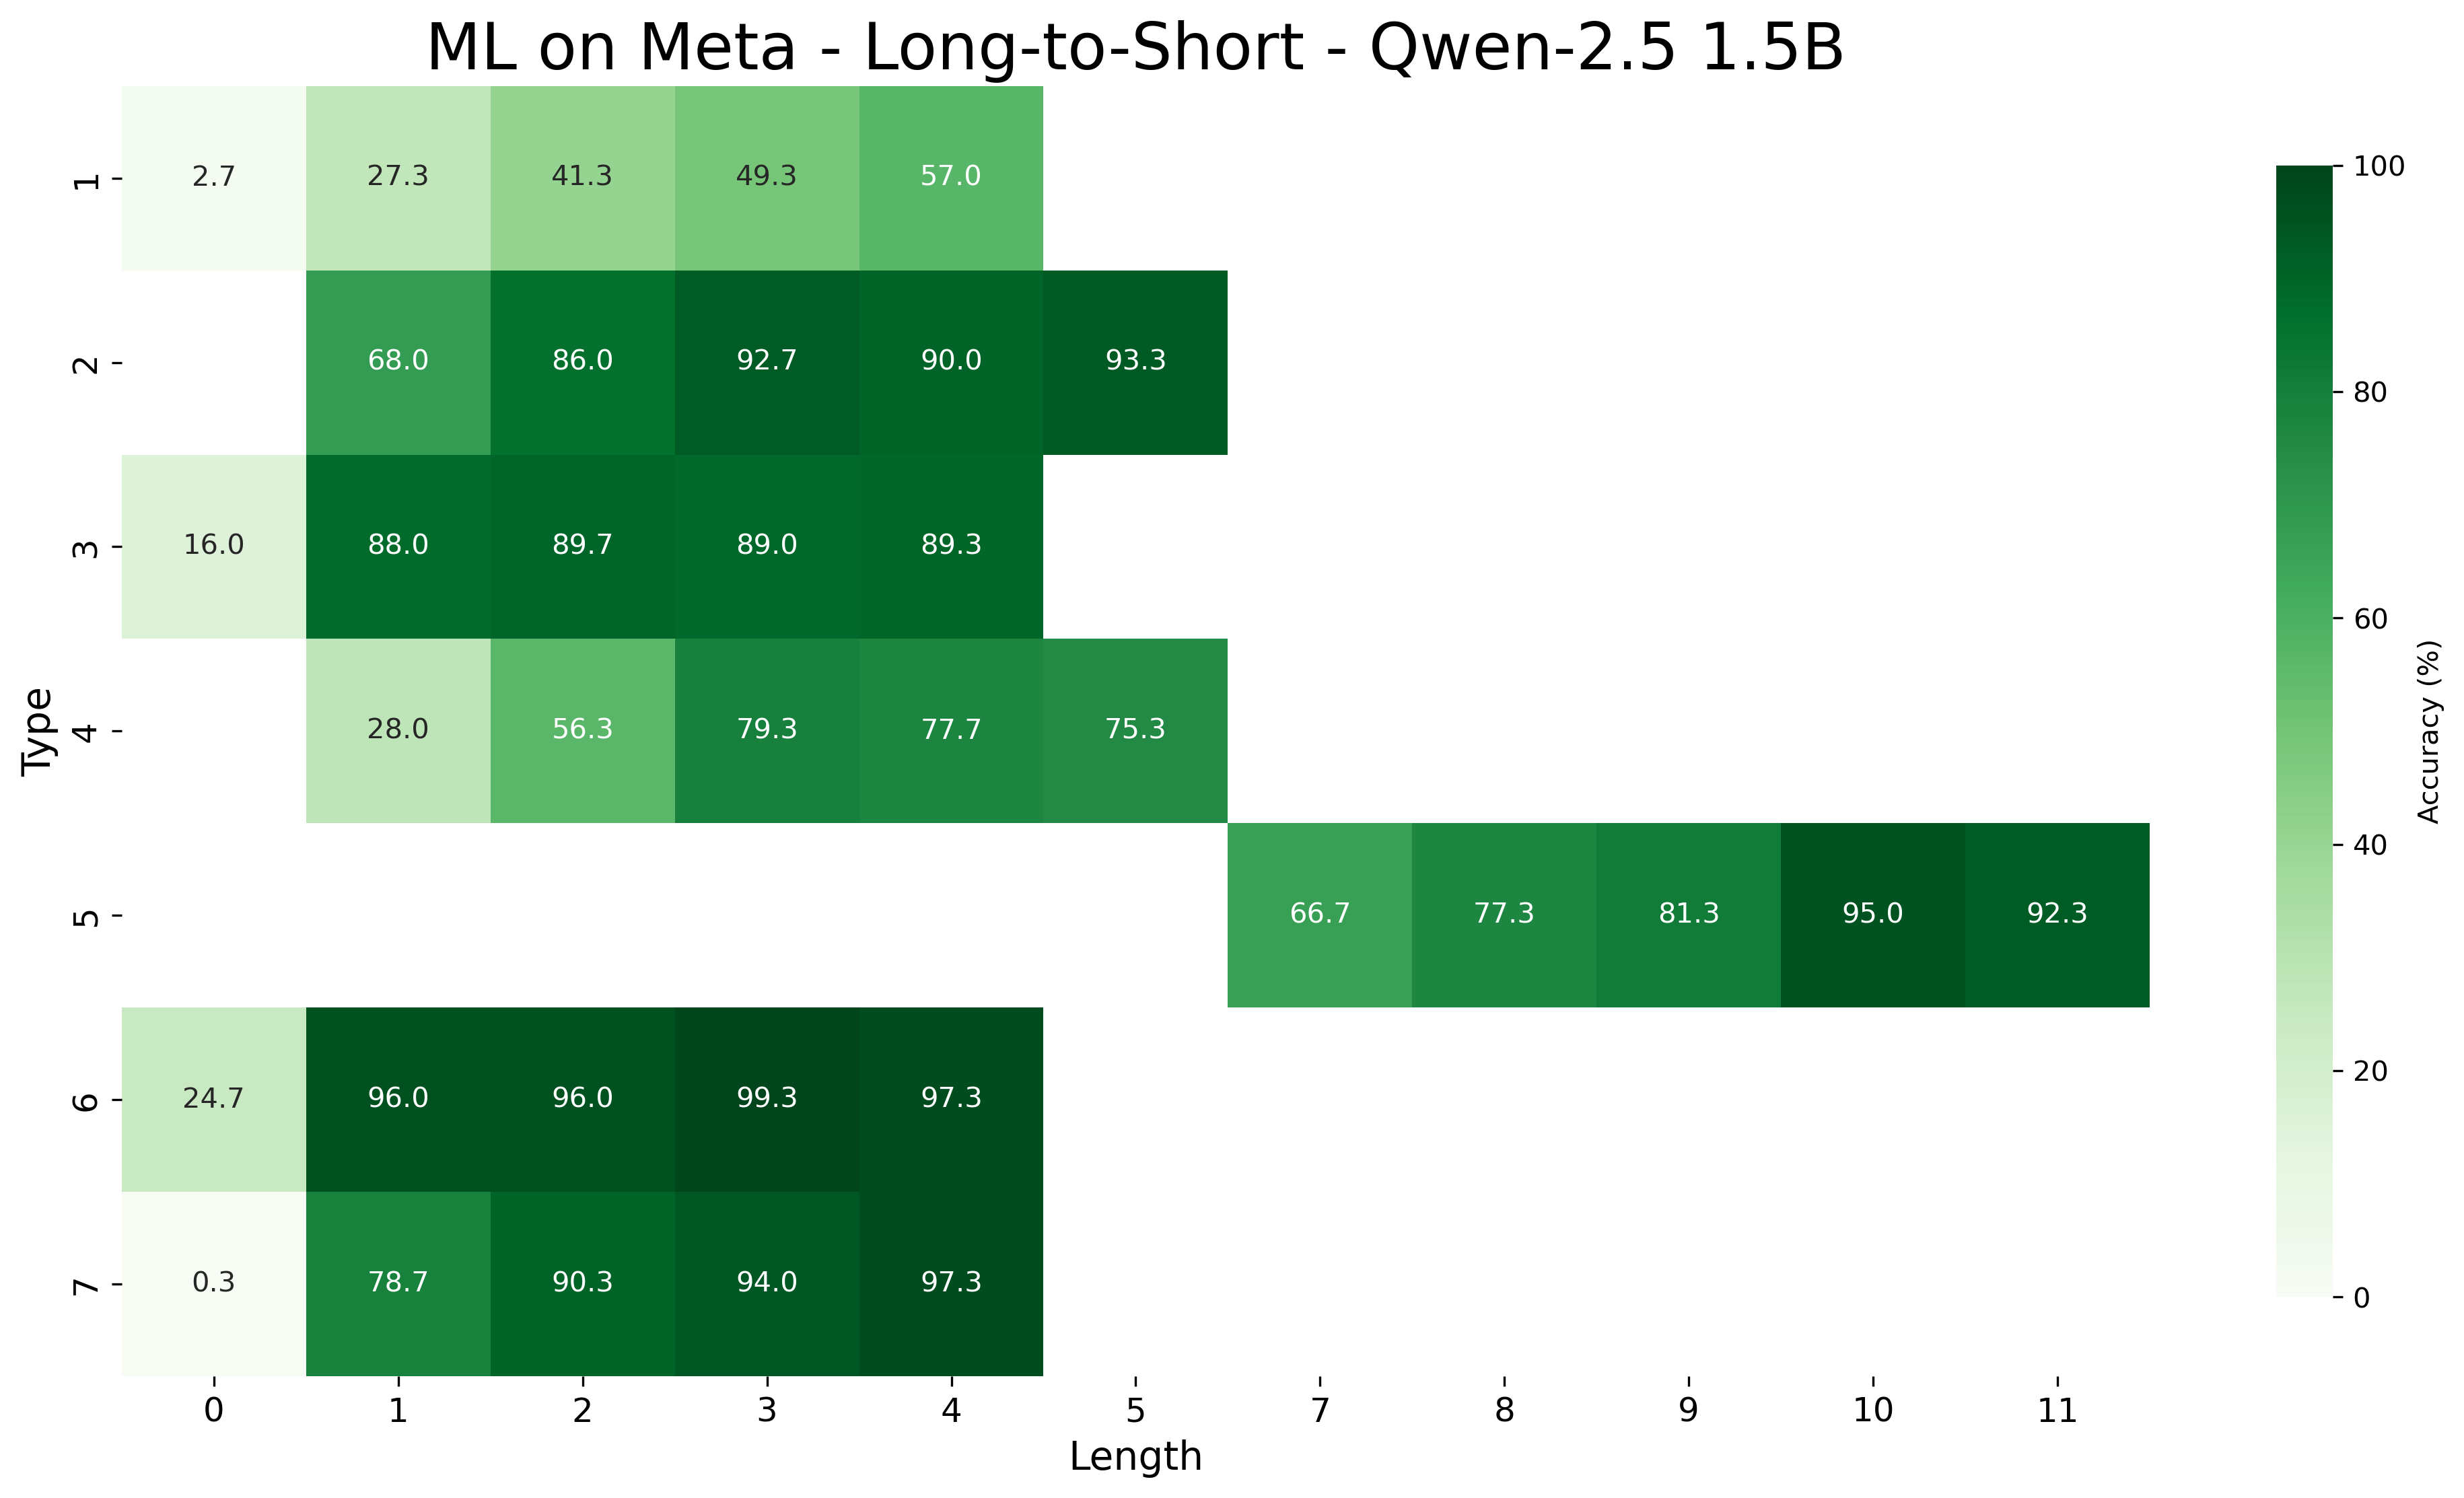 ML on Meta - Long-to-Short - Qwen-2.5 1.5B
1 2.7 27.3 41.3 49.3 57.0
2 68.0 86.0 92.7 90.0 93.3
3 16.0 88.0 89.7 89.0 89.3
4 28.0 56.3 79.3 77.7 75.3
5 66.7 77.3 81.3 95.0 92.3
6 24.7 96.0 96.0 99.3 97.3
7 0.3 78.7 90.3 94.0 97.3
Type
0 1 2 3 4 5 7 8 9 10 11
Length
100
80
60
40
20
0
Accuracy (%)